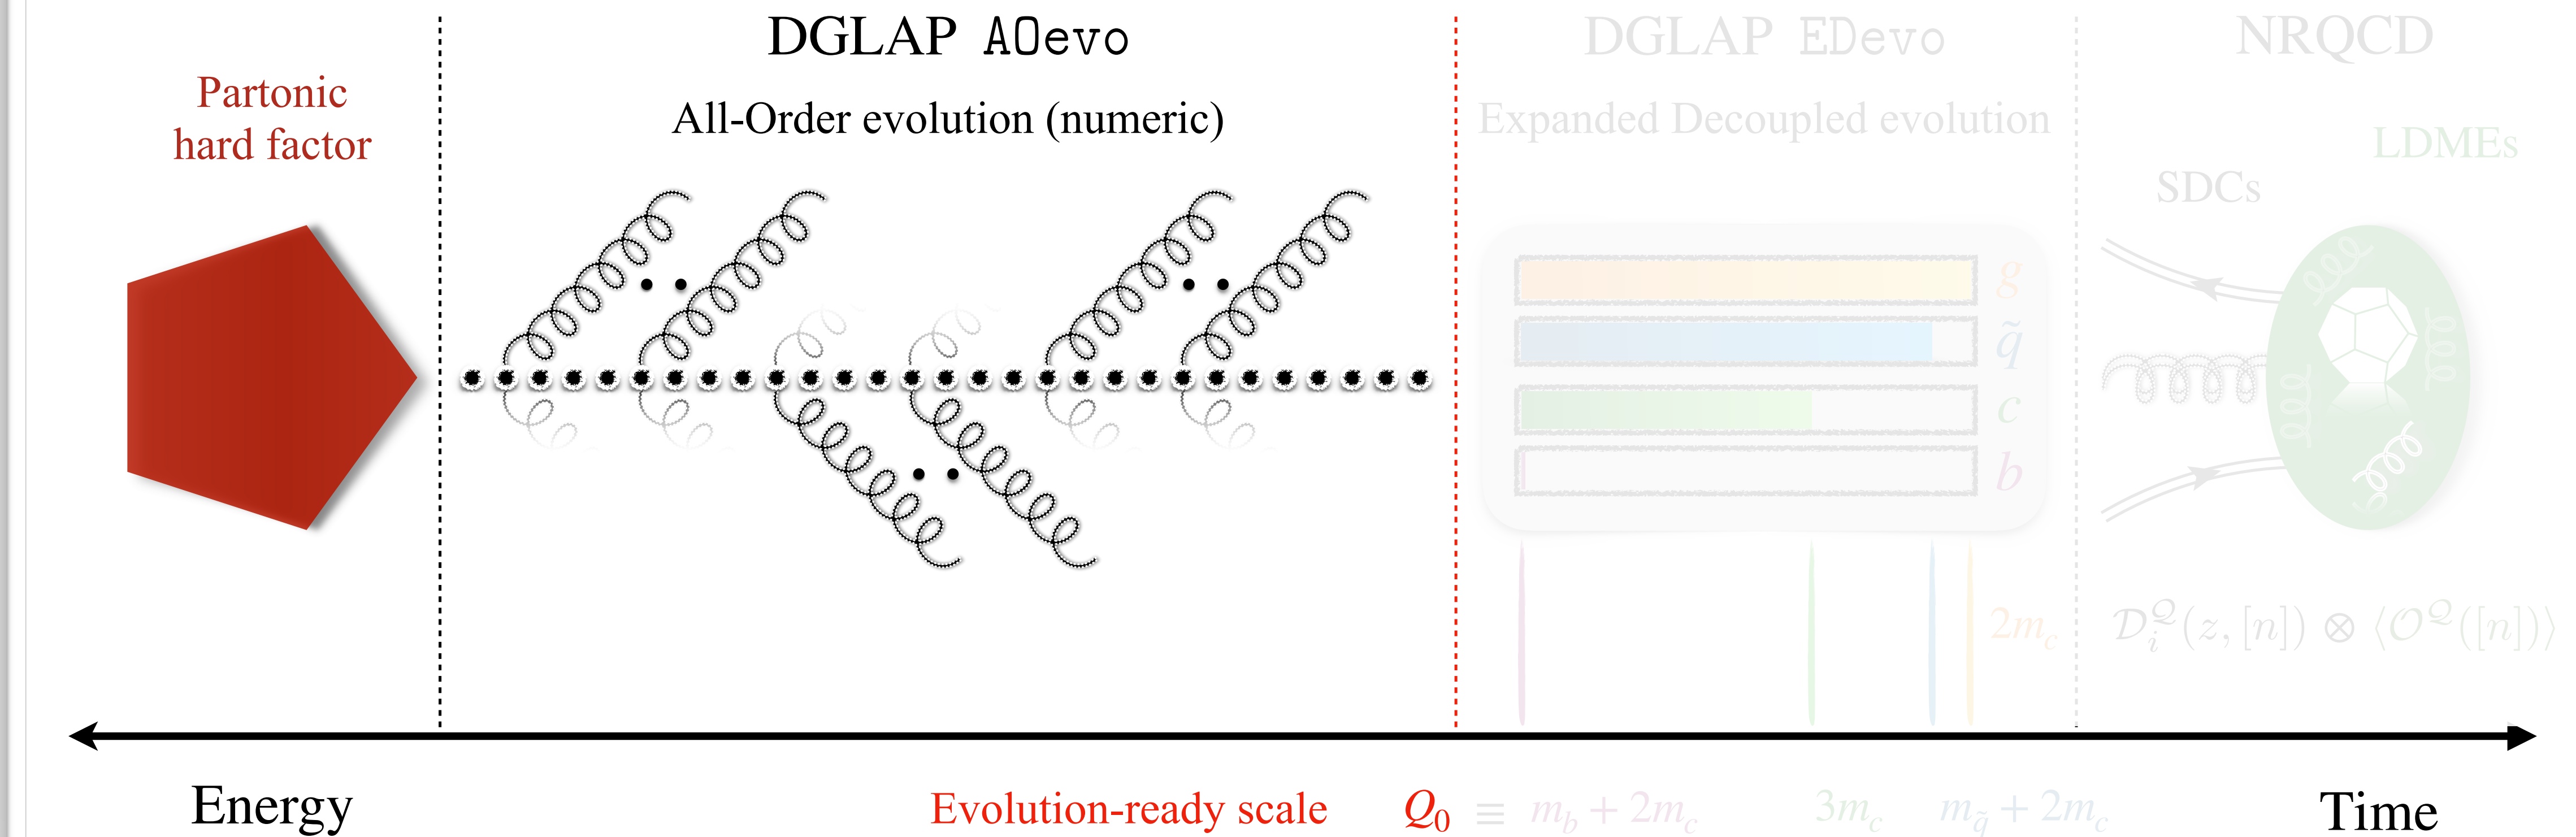 DGLAP AOevo
DGLAP EDevo
NRQCD
Partonic
hard factor
All-Order evolution (numeric)
Expanded Decoupled evolution
LDMEs
SDCs
g
q̃
c
b
2m_c
𝒟_i^𝒬(z, [n]) ⊗ ⟨𝒪^𝒬([n])⟩
Energy
Evolution-ready scale Q_0 ≡ m_b + 2m_c 3m_c m_q̃ + 2m_c
Time